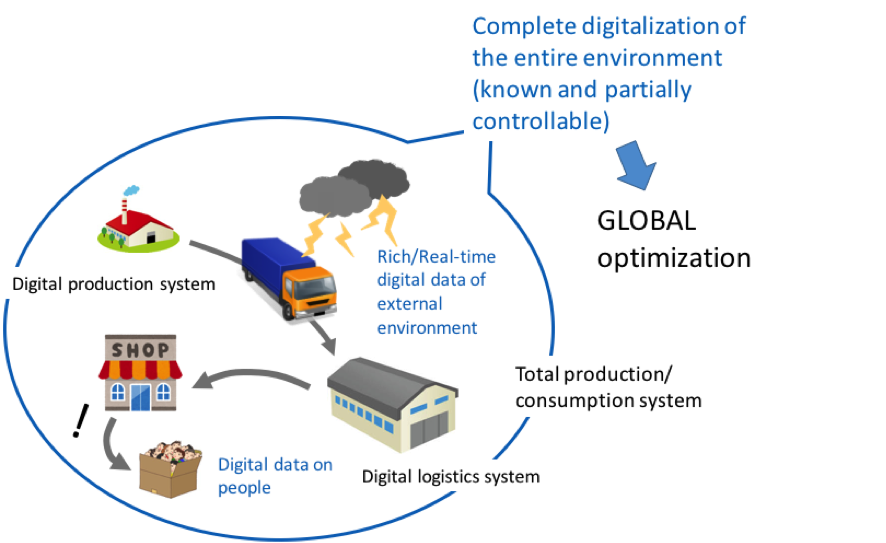 Complete digitalization of
the entire environment
(known and partially
controllable)
GLOBAL
optimization
Rich/Real-time
digital data of
external
environment
Digital production system
SHOP
Total production/
consumption system
!
Digital data on
people
Digital logistics system